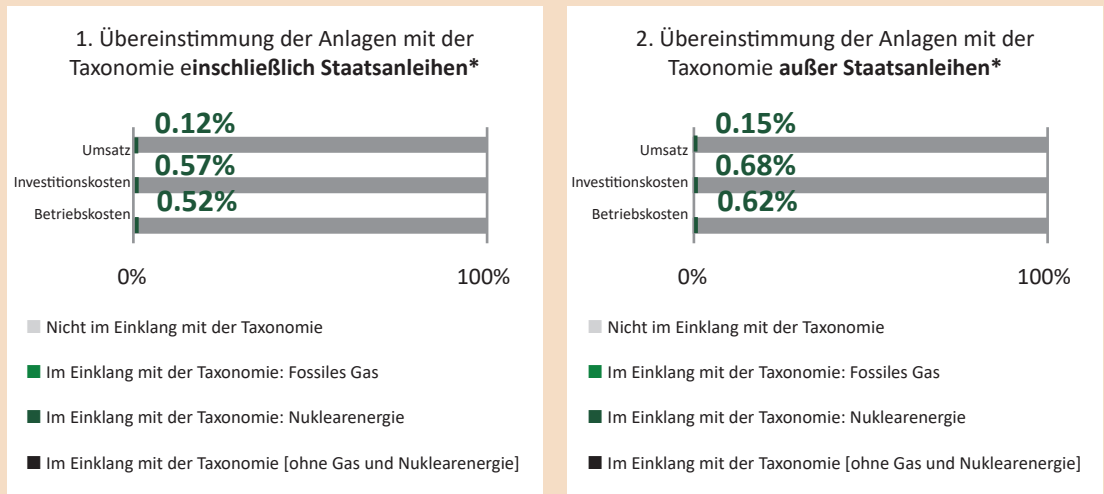 1. Übereinstimmung der Anlagen mit der
Taxonomie einschließlich Staatsanleihen*
0.12%
Umsatz
0.57%
Investitionskosten
0.52%
Betriebskosten
0%
100%
Nicht im Einklang mit der Taxonomie
Im Einklang mit der Taxonomie: Fossiles Gas
Im Einklang mit der Taxonomie: Nuklearenergie
Im Einklang mit der Taxonomie [ohne Gas und Nuklearenergie]
2. Übereinstimmung der Anlagen mit der
Taxonomie außer Staatsanleihen*
0.15%
Umsatz
0.68%
Investitionskosten
0.62%
Betriebskosten
0%
100%
Nicht im Einklang mit der Taxonomie
Im Einklang mit der Taxonomie: Fossiles Gas
Im Einklang mit der Taxonomie: Nuklearenergie
Im Einklang mit der Taxonomie [ohne Gas und Nuklearenergie]